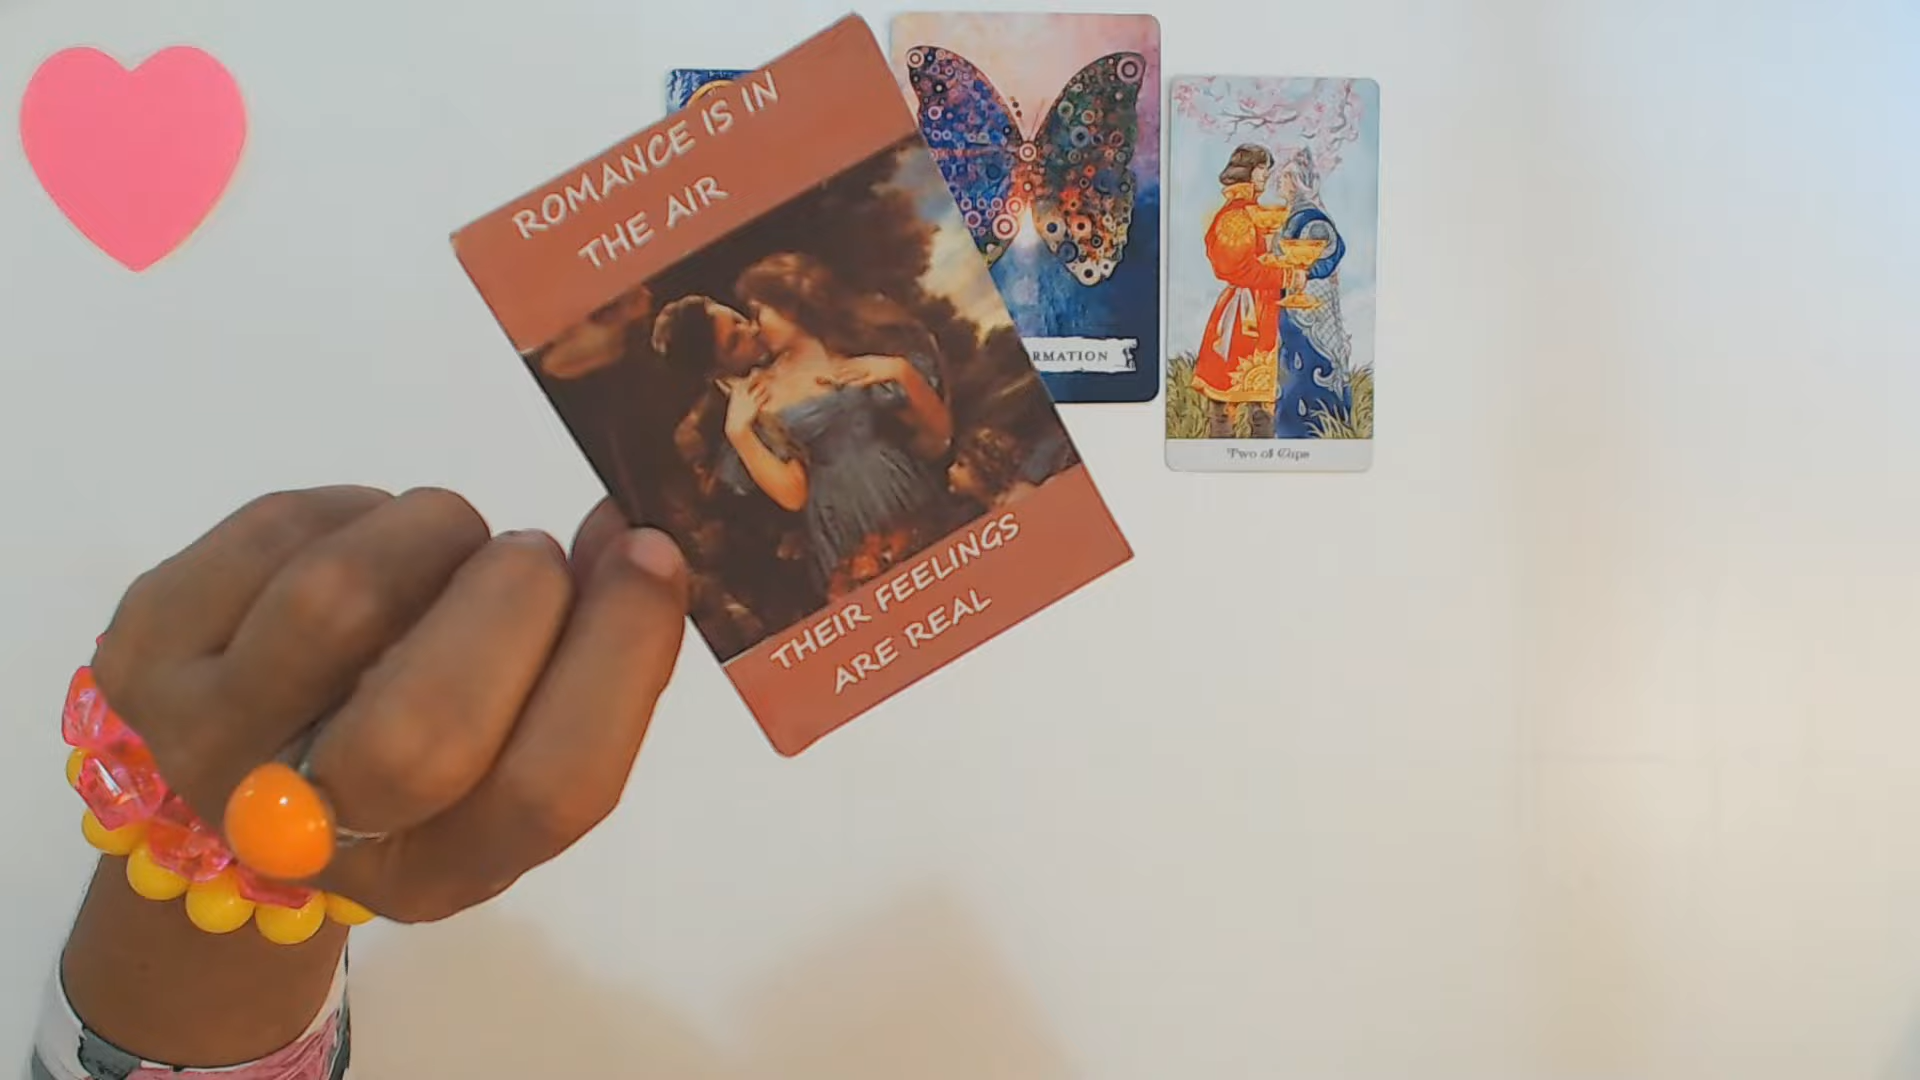 ROMANCE IS IN
THE AIR
THEIR FEELINGS
ARE REAL
RMATION
Two of Cups